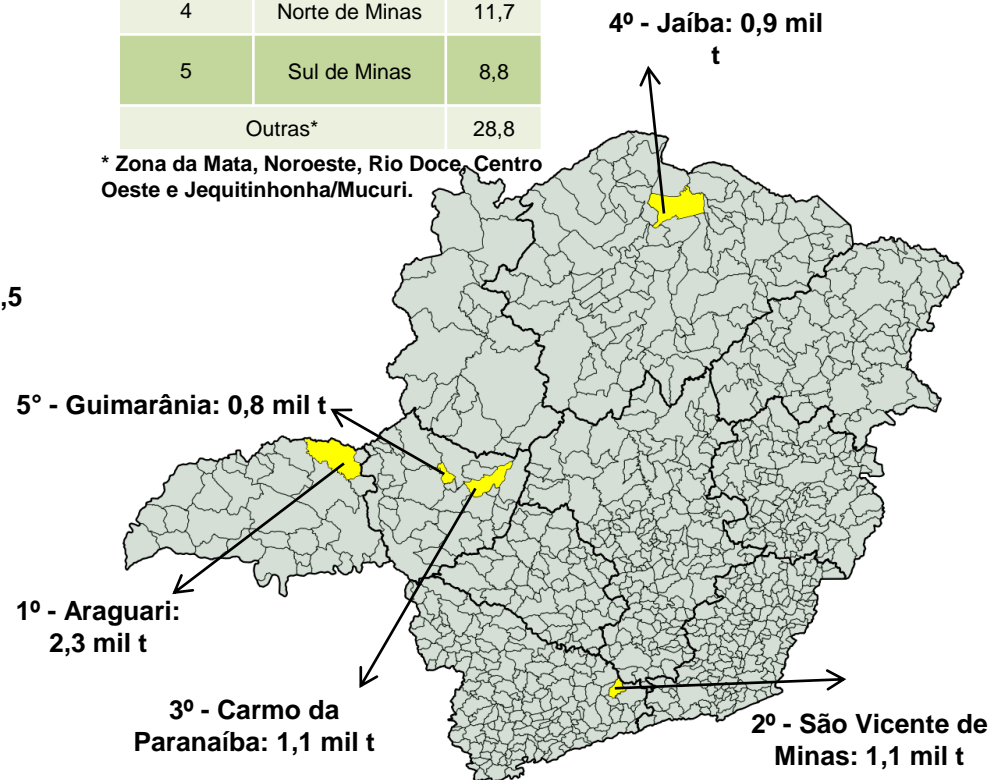 4 Norte de Minas 11,7
5 Sul de Minas 8,8
Outras* 28,8
* Zona da Mata, Noroeste, Rio Doce, Centro
Oeste e Jequitinhonha/Mucuri.
4º - Jaíba: 0,9 mil
t
,5
5° - Guimarânia: 0,8 mil t
1º - Araguari:
2,3 mil t
3º - Carmo da
Paranaíba: 1,1 mil t
2º - São Vicente de
Minas: 1,1 mil t